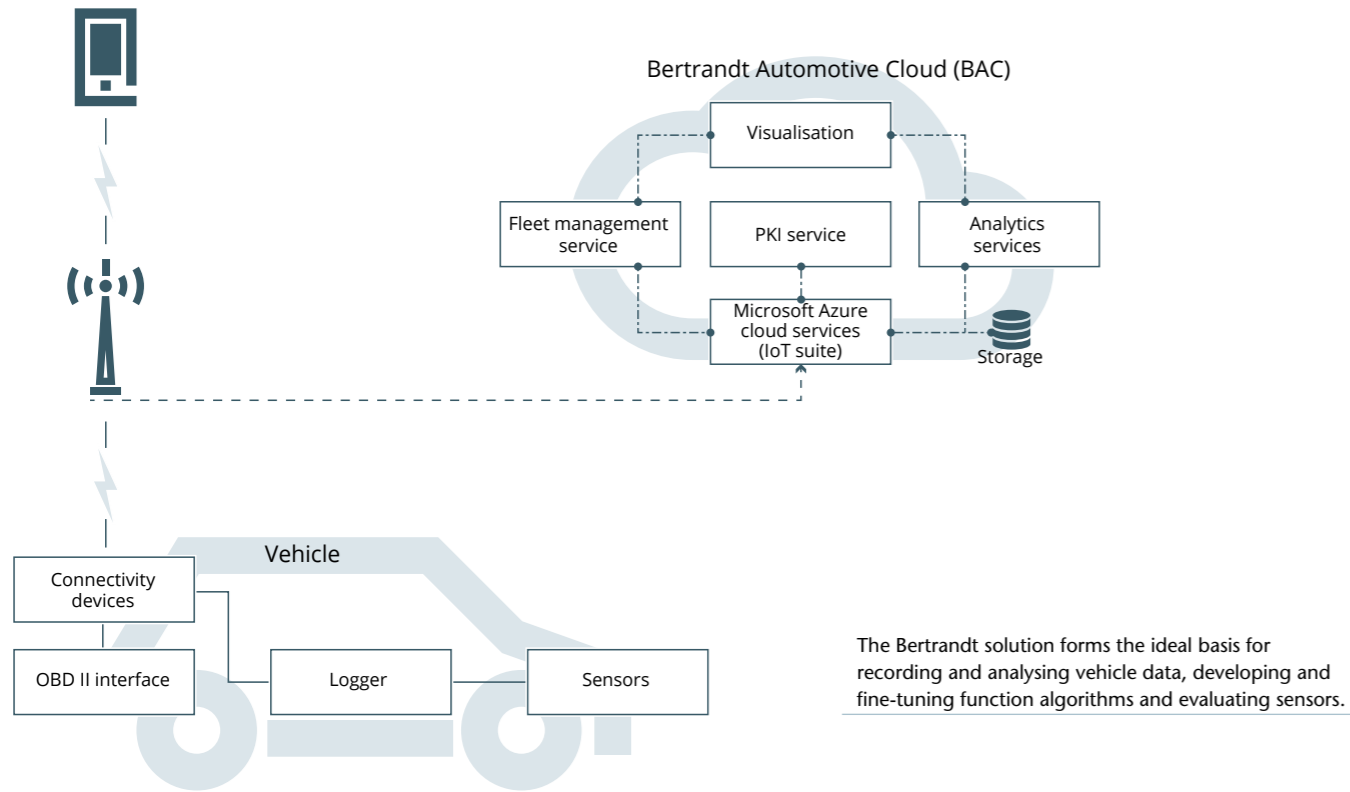 Bertrandt Automotive Cloud (BAC)
Visualisation
Fleet management
service
PKI service
Analytics
services
Microsoft Azure
cloud services
(IoT suite)
Storage
Vehicle
Connectivity
devices
OBD II interface
Logger
Sensors
The Bertrandt solution forms the ideal basis for
recording and analysing vehicle data, developing and
fine-tuning function algorithms and evaluating sensors.